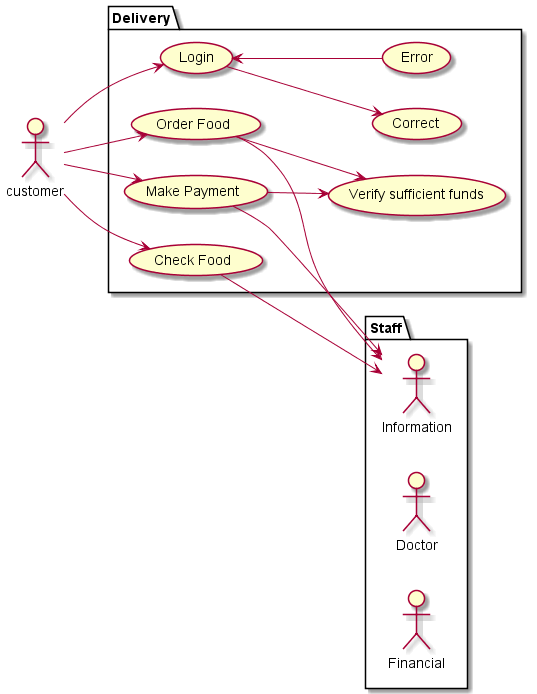 Delivery
Login
Error
Order Food
Correct
customer
Make Payment
Verify sufficient funds
Check Food
Staff
Information
Doctor
Financial